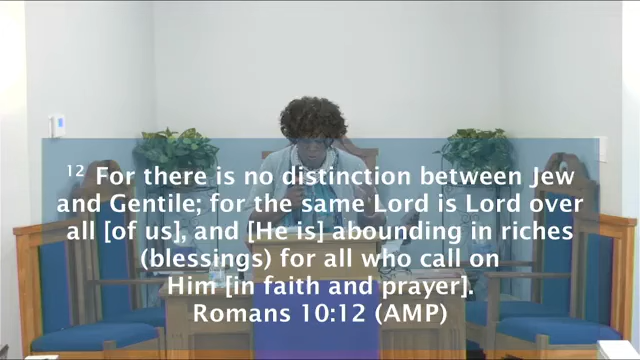 12 For there is no distinction between Jew
and Gentile; for the same Lord is Lord over
all [of us], and [He is] abounding in riches
(blessings) for all who call on
Him [in faith and prayer].
Romans 10:12 (AMP)